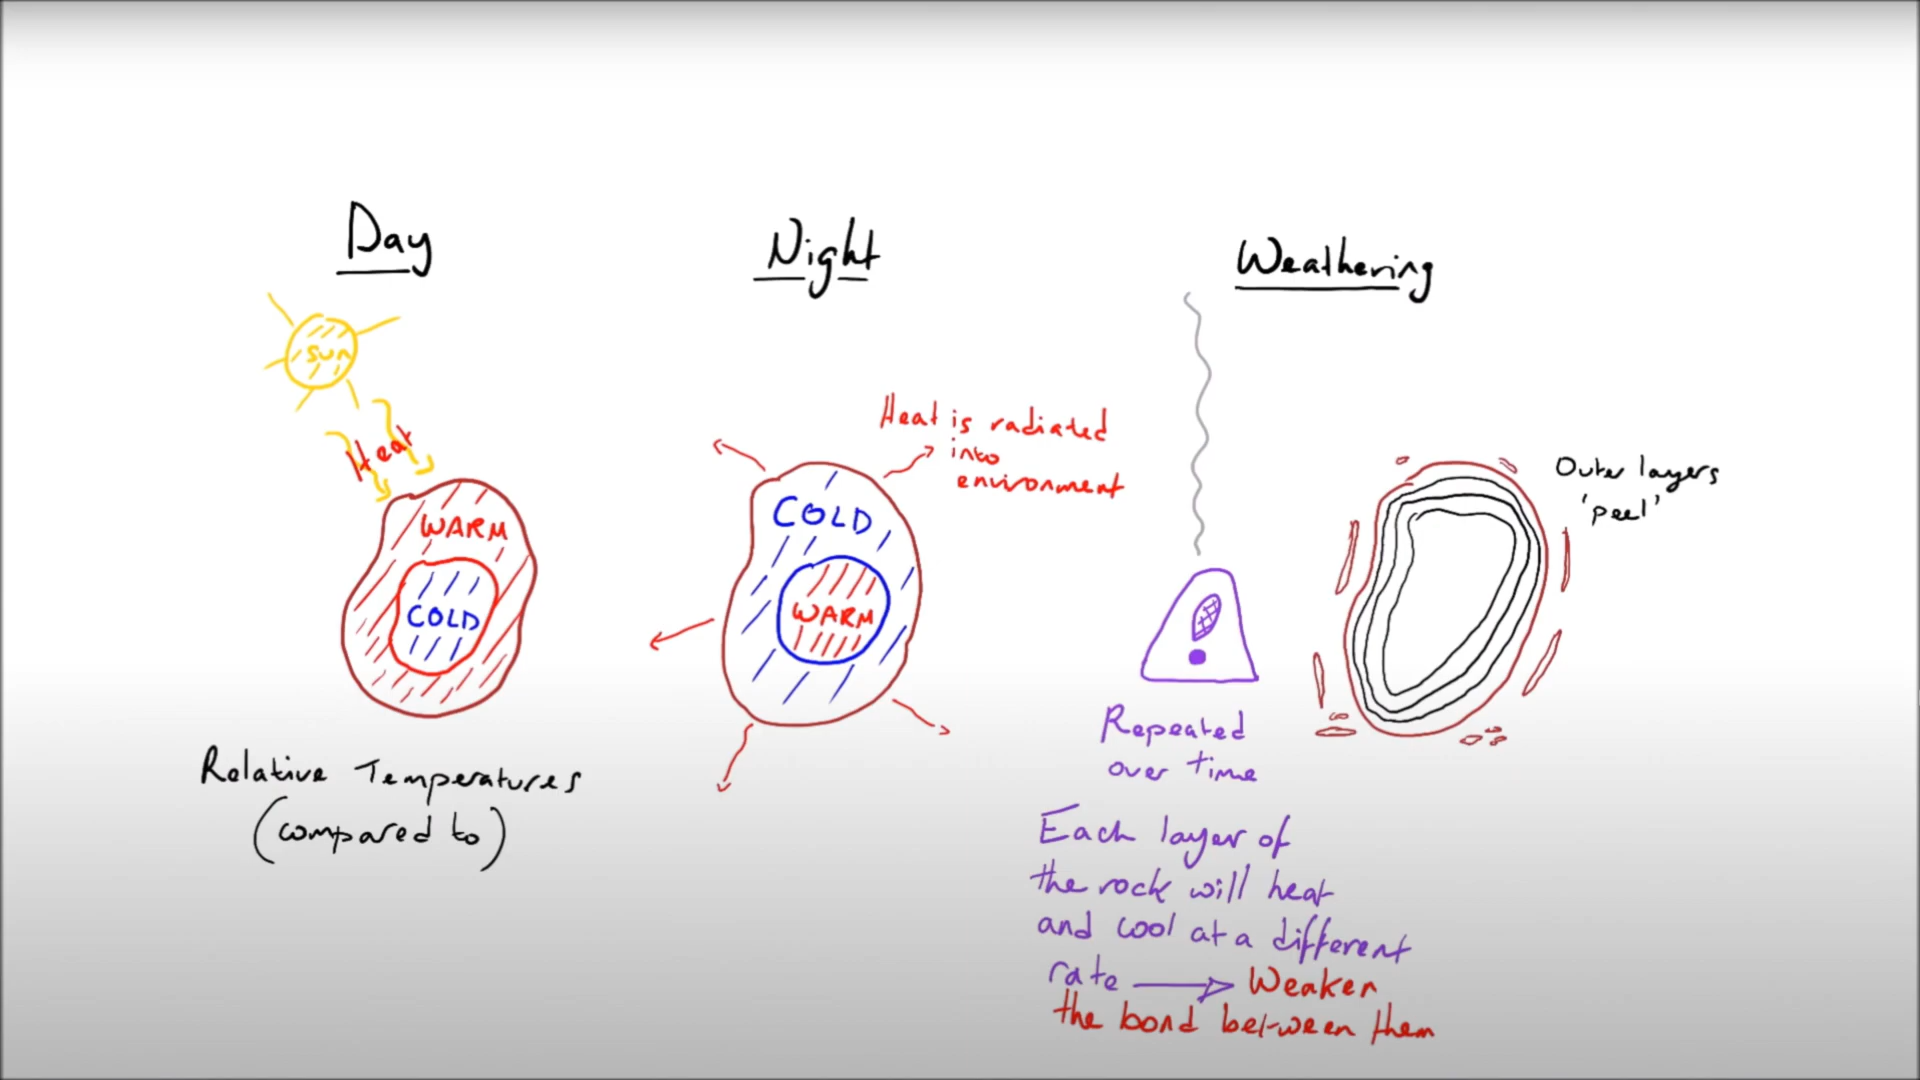 Day
Night
Weathering
Sun
Heat
WARM
COLD
Relative Temperatures
(compared to)
Heat is radiated
into
environment
COLD
WARM
Repeated
over time
Each layer of
the rock will heat
and cool at a different
rate → Weaken
the bond between them
Outer layers
'peel'